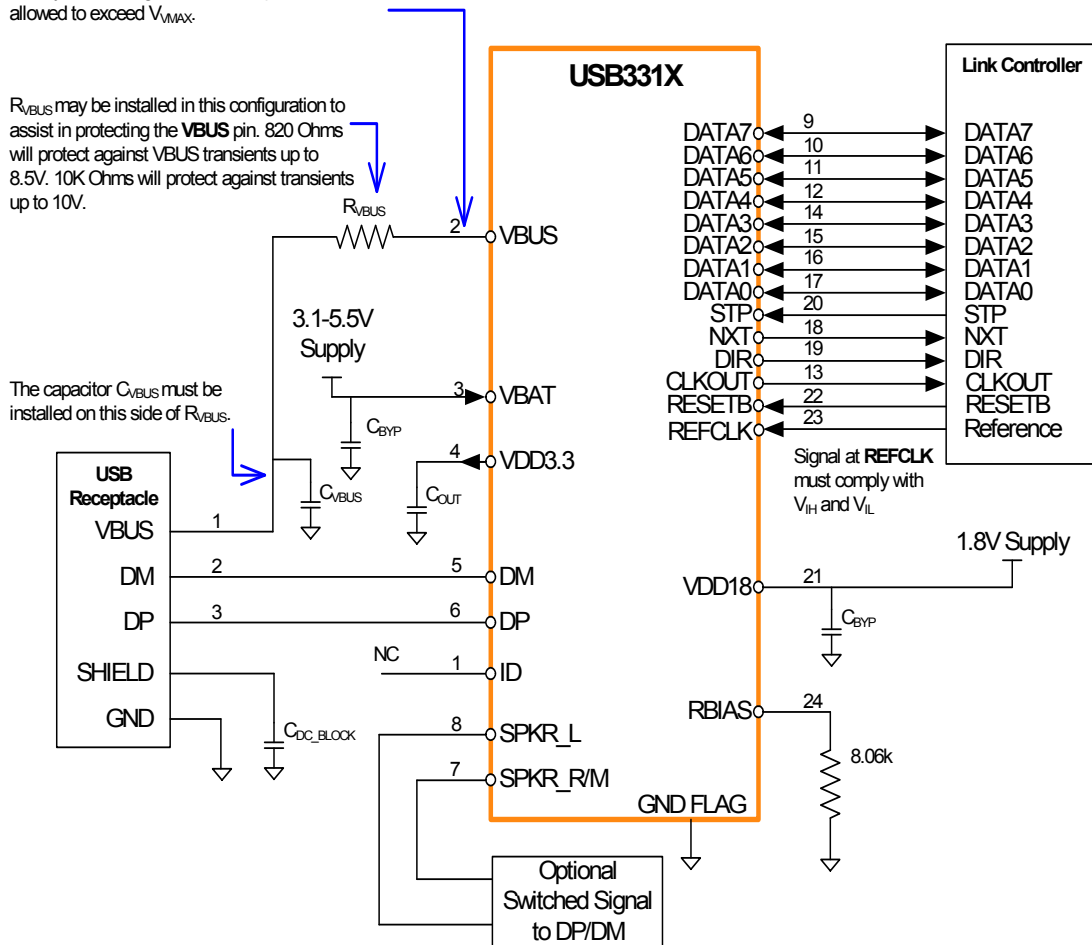 allowed to exceed VVMAX.
RVBUS may be installed in this configuration to
assist in protecting the VBUS pin. 820 Ohms
will protect against VBUS transients up to
8.5V. 10K Ohms will protect against transients
up to 10V.
RVBUS
2
VBUS
3.1-5.5V
Supply
3
VBAT
CBYP
4
VDD3.3
COUT
The capacitor CVBUS must be
installed on this side of RVBUS.
CVBUS
USB
Receptacle
VBUS
1
DM
2
5
DM
DP
3
6
DP
SHIELD
NC
1
ID
GND
CDC_BLOCK
8
SPKR_L
7
SPKR_R/M
Optional
Switched Signal
to DP/DM
USB331X
Link Controller
DATA7 9 DATA7
DATA6 10 DATA6
DATA5 11 DATA5
DATA4 12 DATA4
DATA3 14 DATA3
DATA2 15 DATA2
DATA1 16 DATA1
DATA0 17 DATA0
STP 20 STP
NXT 18 NXT
DIR 19 DIR
CLKOUT 13 CLKOUT
RESETB 22 RESETB
REFCLK 23 Reference
Signal at REFCLK
must comply with
VIH and VIL
1.8V Supply
VDD18 21
CBYP
RBIAS 24
8.06k
GND FLAG